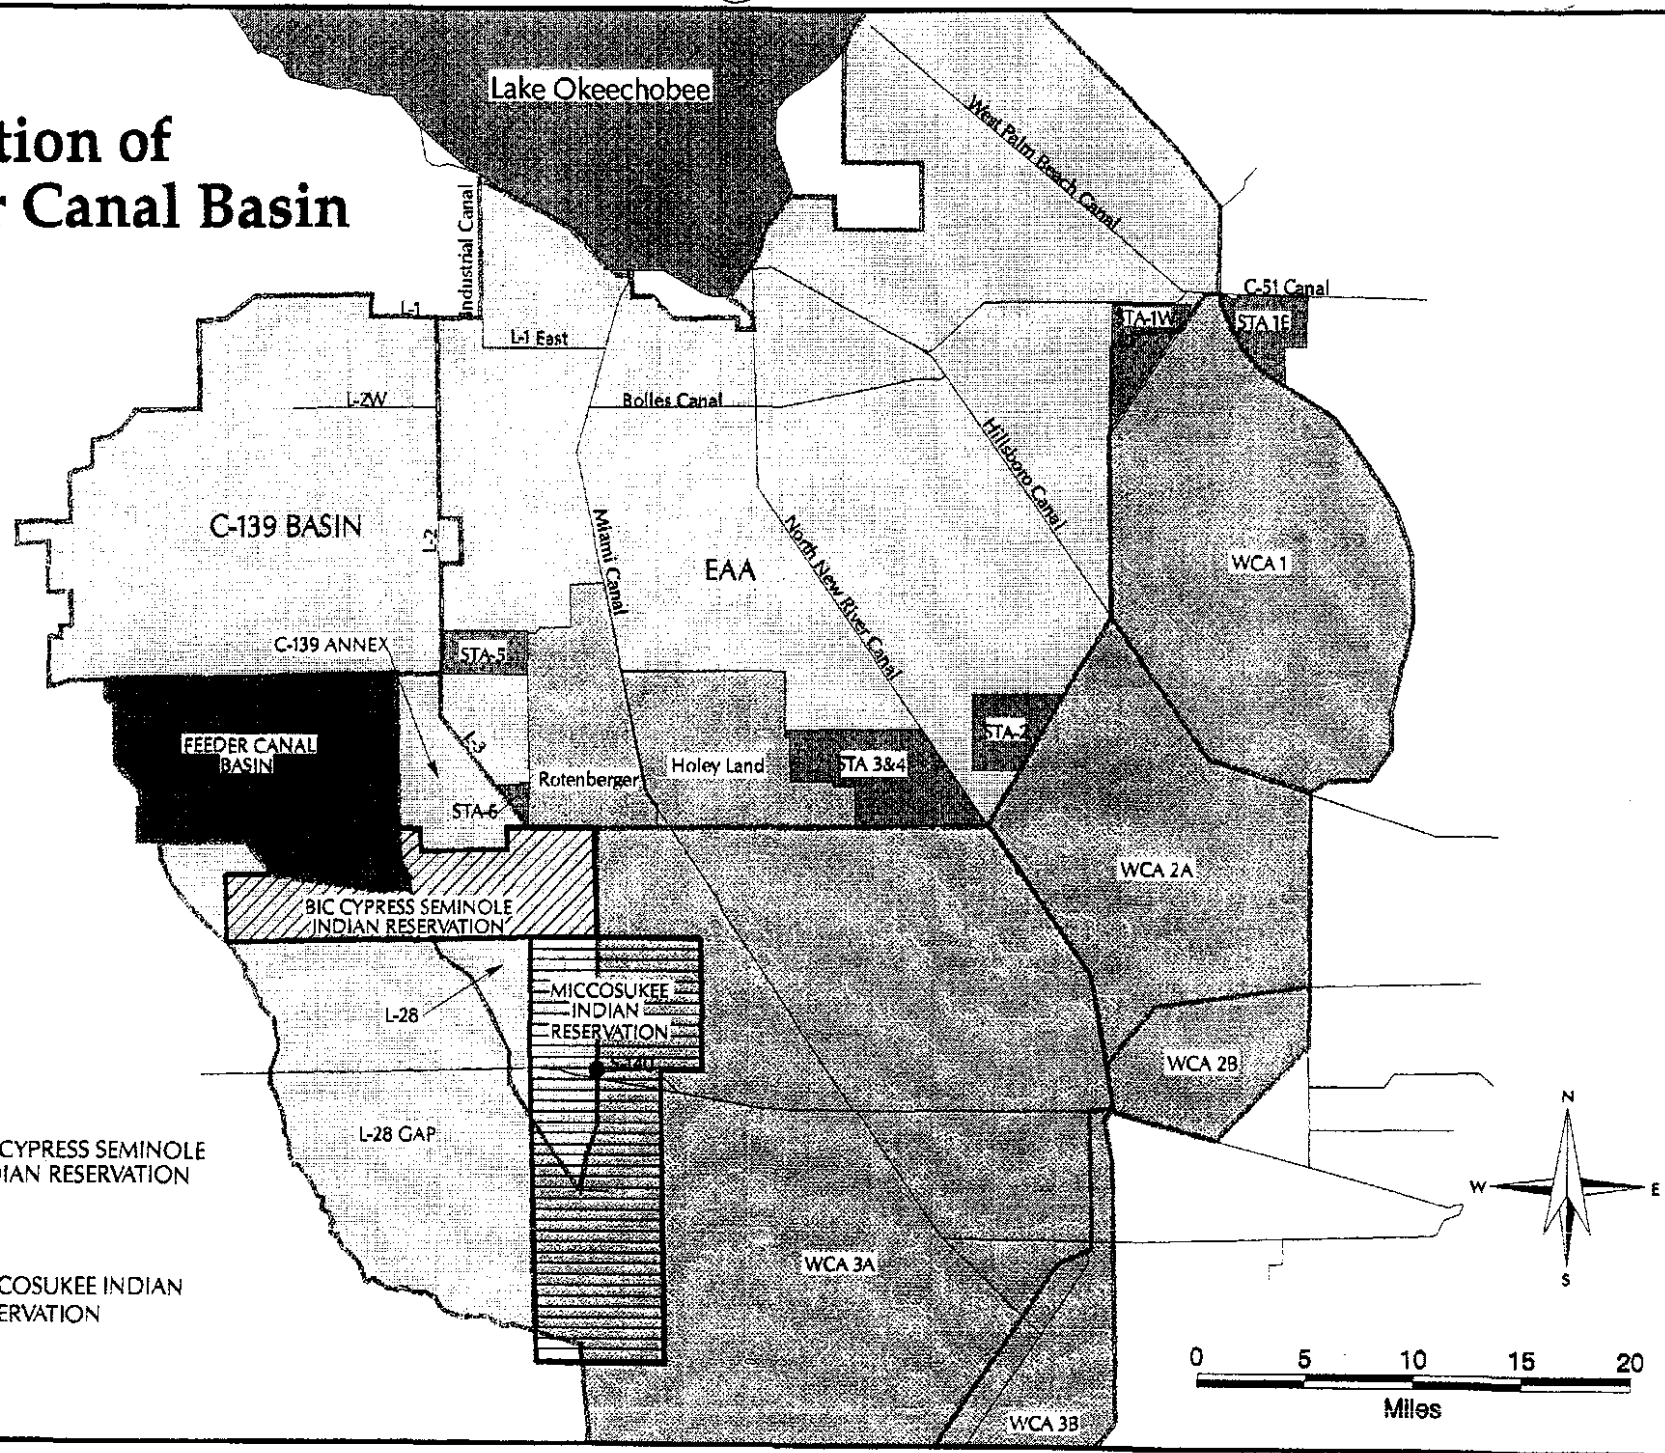 Lake Okeechobee
tion of
r Canal Basin
West Palm Beach Canal
Industrial Canal
C-51 Canal
L-1
STA-1W
STA 1E
L-1 East
L-2W
Bolles Canal
Hillsboro Canal
C-139 BASIN
L-2
Miami Canal
North New River Canal
EAA
WCA 1
C-139 ANNEX
STA-5
FEEDER CANAL
BASIN
L-3
Rotenberger
Holey Land
STA 3&4
STA-2
STA-6
WCA 2A
BIC CYPRESS SEMINOLE
INDIAN RESERVATION
MICCOSUKEE
INDIAN
RESERVATION
L-28
S-140
WCA 2B
L-28 GAP
CYPRESS SEMINOLE
DIAN RESERVATION
N
W
E
S
WCA 3A
CCOSUKEE INDIAN
ERVATION
0 5 10 15 20
Miles
WCA 3B